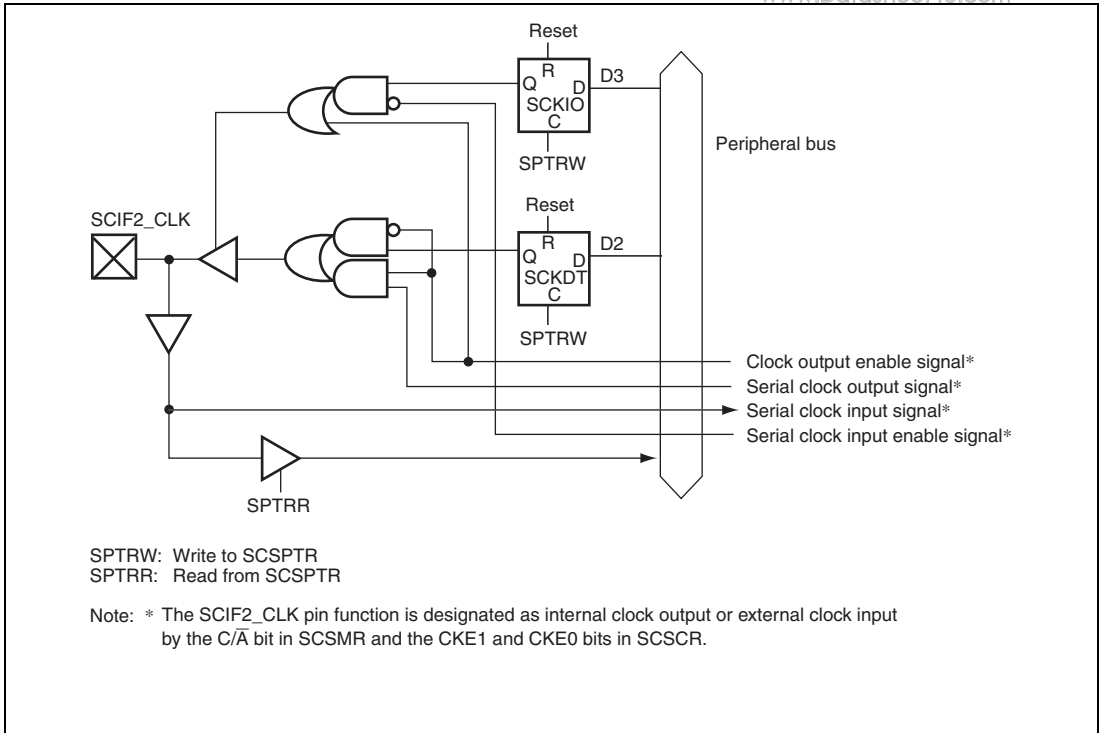 Reset
R
Q
D
D3
SCKIO
C
SPTRW
Peripheral bus
Reset
SCIF2_CLK
R
Q
D
D2
SCKDT
C
SPTRW
Clock output enable signal*
Serial clock output signal*
Serial clock input signal*
Serial clock input enable signal*
SPTRR
SPTRW: Write to SCSPTR
SPTRR: Read from SCSPTR
Note: * The SCIF2_CLK pin function is designated as internal clock output or external clock input
by the C/A̅ bit in SCSMR and the CKE1 and CKE0 bits in SCSCR.